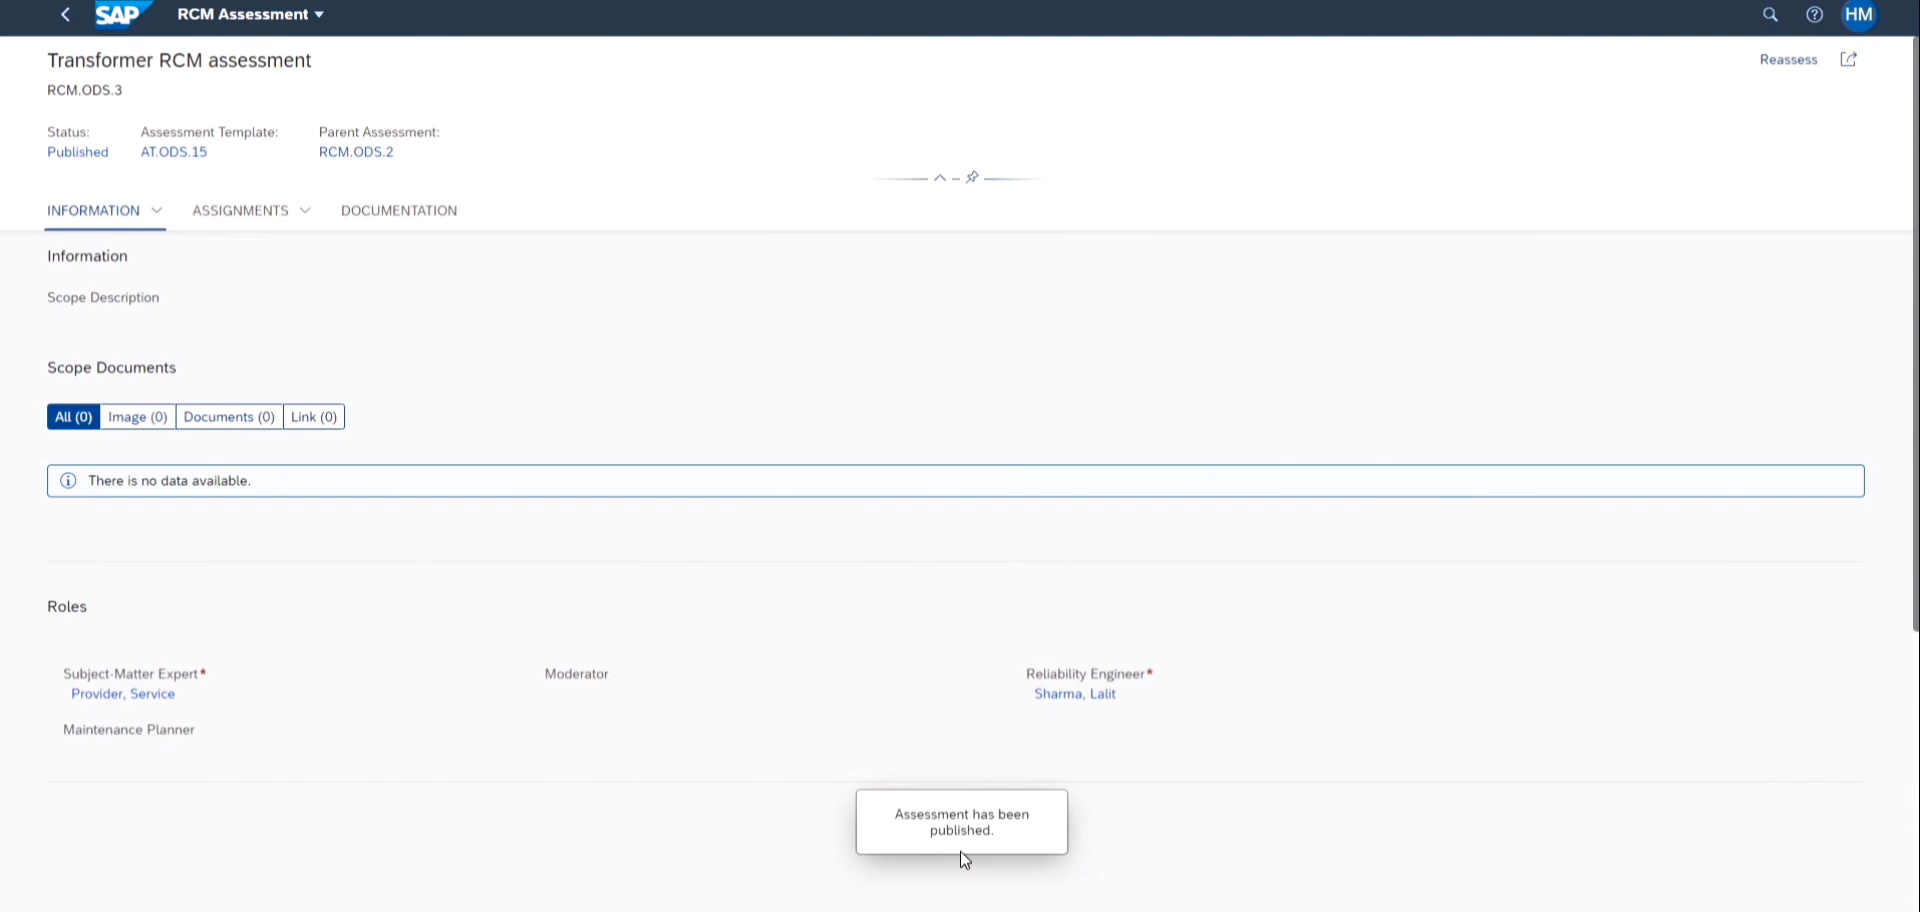 SAP RCM Assessment HM
Transformer RCM assessment Reassess
RCM.ODS.3
Status: Assessment Template: Parent Assessment:
Published AT.ODS.15 RCM.ODS.2
INFORMATION ASSIGNMENTS DOCUMENTATION
Information
Scope Description
Scope Documents
All (0) Image (0) Documents (0) Link (0)
There is no data available.
Roles
Subject-Matter Expert* Moderator Reliability Engineer*
Provider, Service Sharma, Lalit
Maintenance Planner
Assessment has been
published.